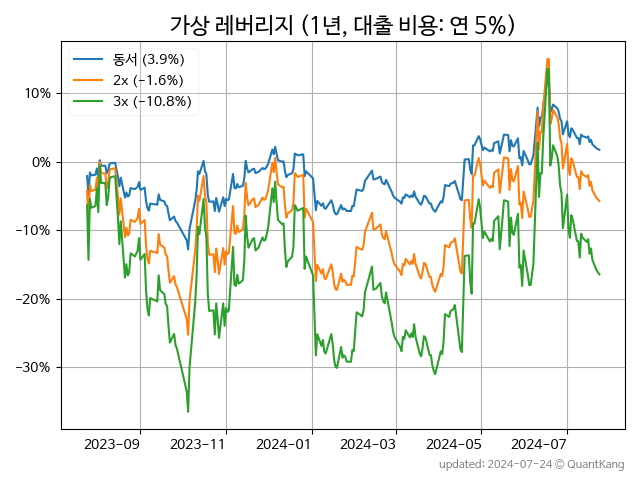 가상 레버리지 (1년, 대출 비용: 연 5%)
동서 (3.9%)
2x (−1.6%)
3x (−10.8%)
10%
0%
−10%
−20%
−30%
2023-09
2023-11
2024-01
2024-03
2024-05
2024-07
updated: 2024-07-24 © QuantKang